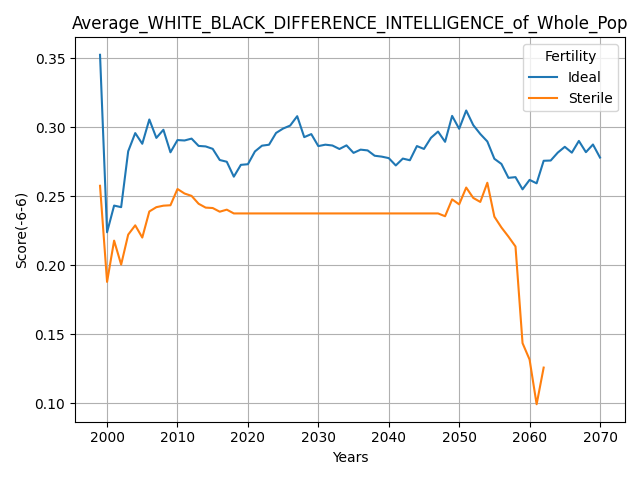 Average_WHITE_BLACK_DIFFERENCE_INTELLIGENCE_of_Whole_Pop
Fertility
Ideal
Sterile
Score(-6-6)
0.35
0.30
0.25
0.20
0.15
0.10
2000 2010 2020 2030 2040 2050 2060 2070
Years